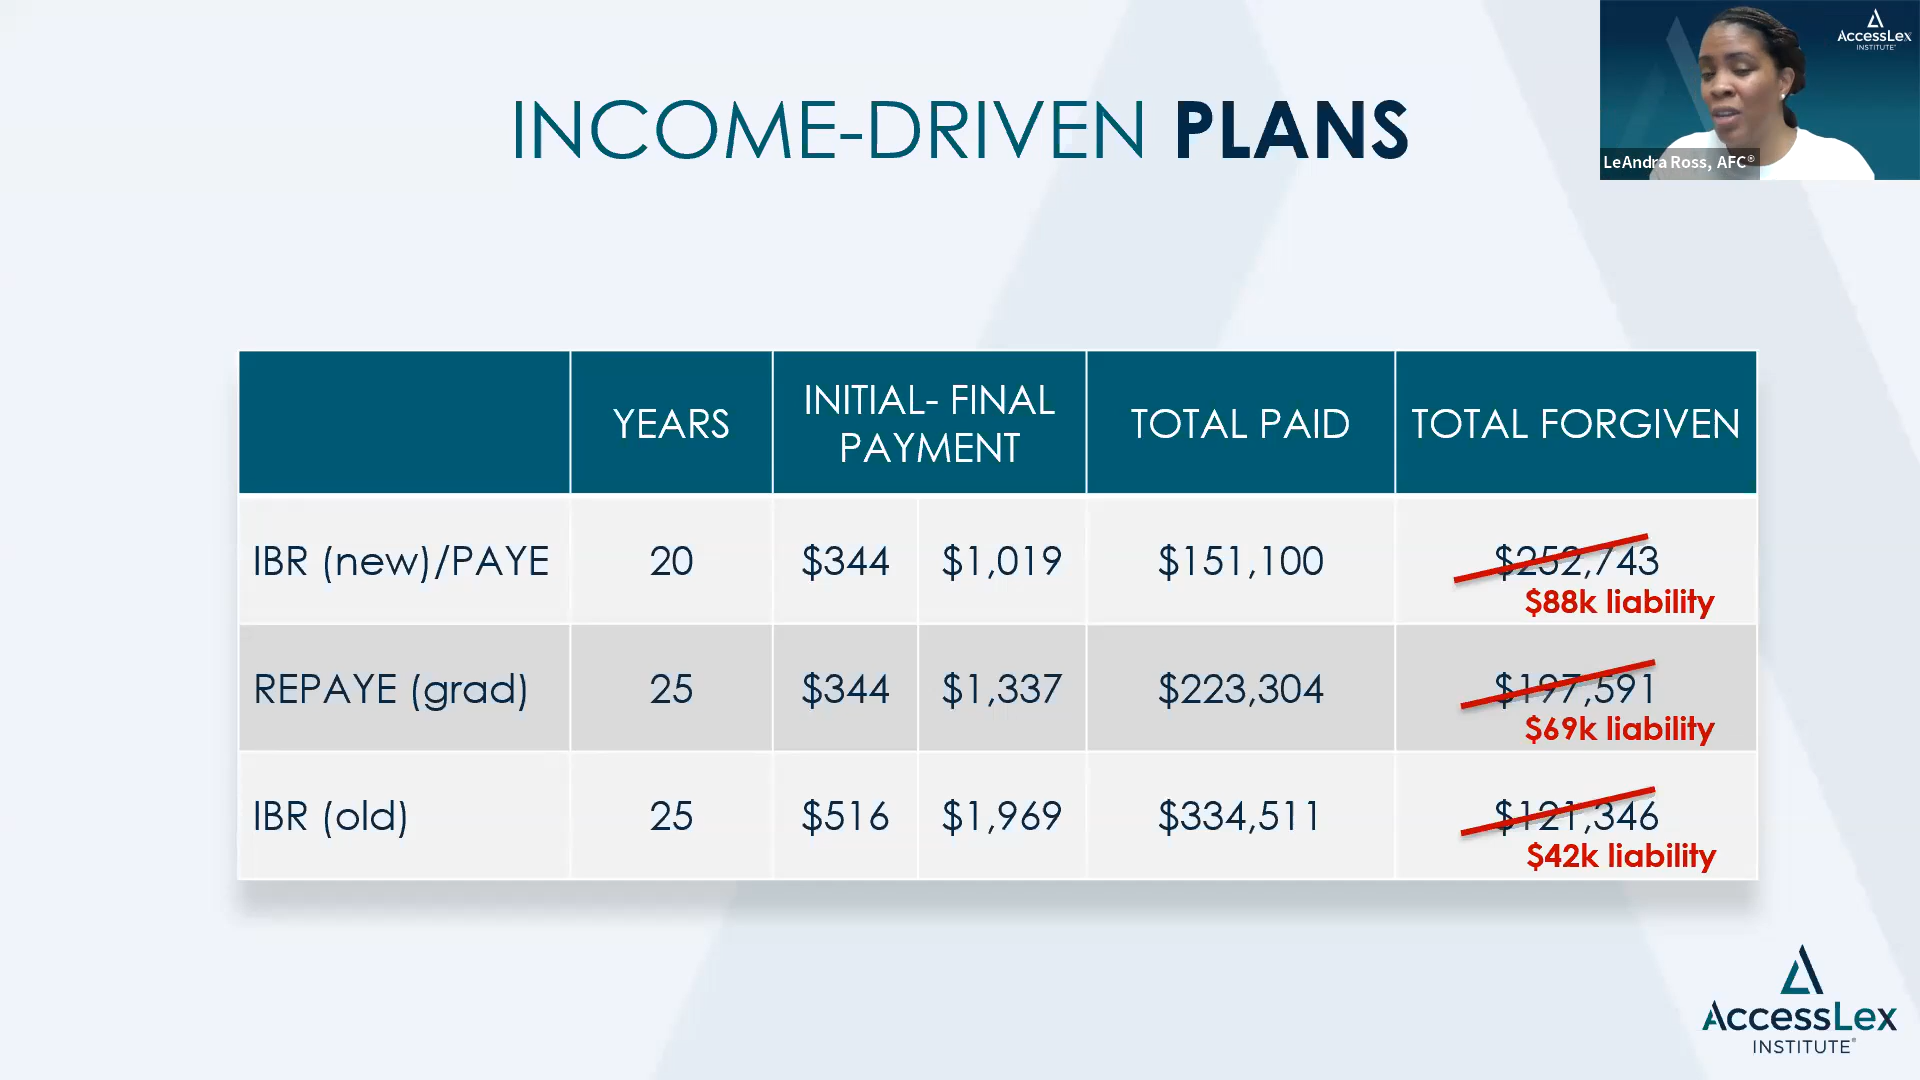 AccessLex
INSTITUTE
LeAndra Ross, AFC®
INCOME-DRIVEN PLANS
YEARS
INITIAL- FINAL
PAYMENT
TOTAL PAID
TOTAL FORGIVEN
IBR (new)/PAYE 20 $344 $1,019 $151,100 $252,743
$88k liability
REPAYE (grad) 25 $344 $1,337 $223,304 $197,591
$69k liability
IBR (old) 25 $516 $1,969 $334,511 $121,346
$42k liability
AccessLex
INSTITUTE®